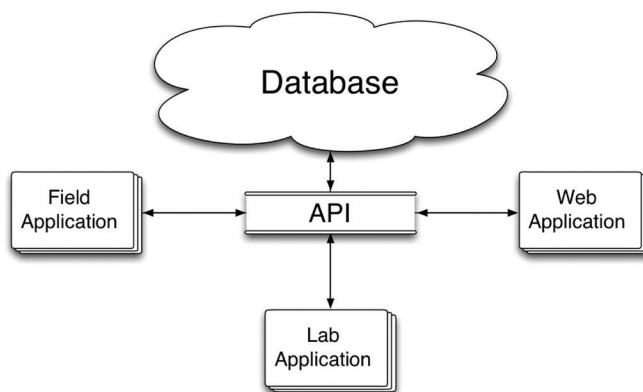 Database
Field
Application
API
Web
Application
Lab
Application